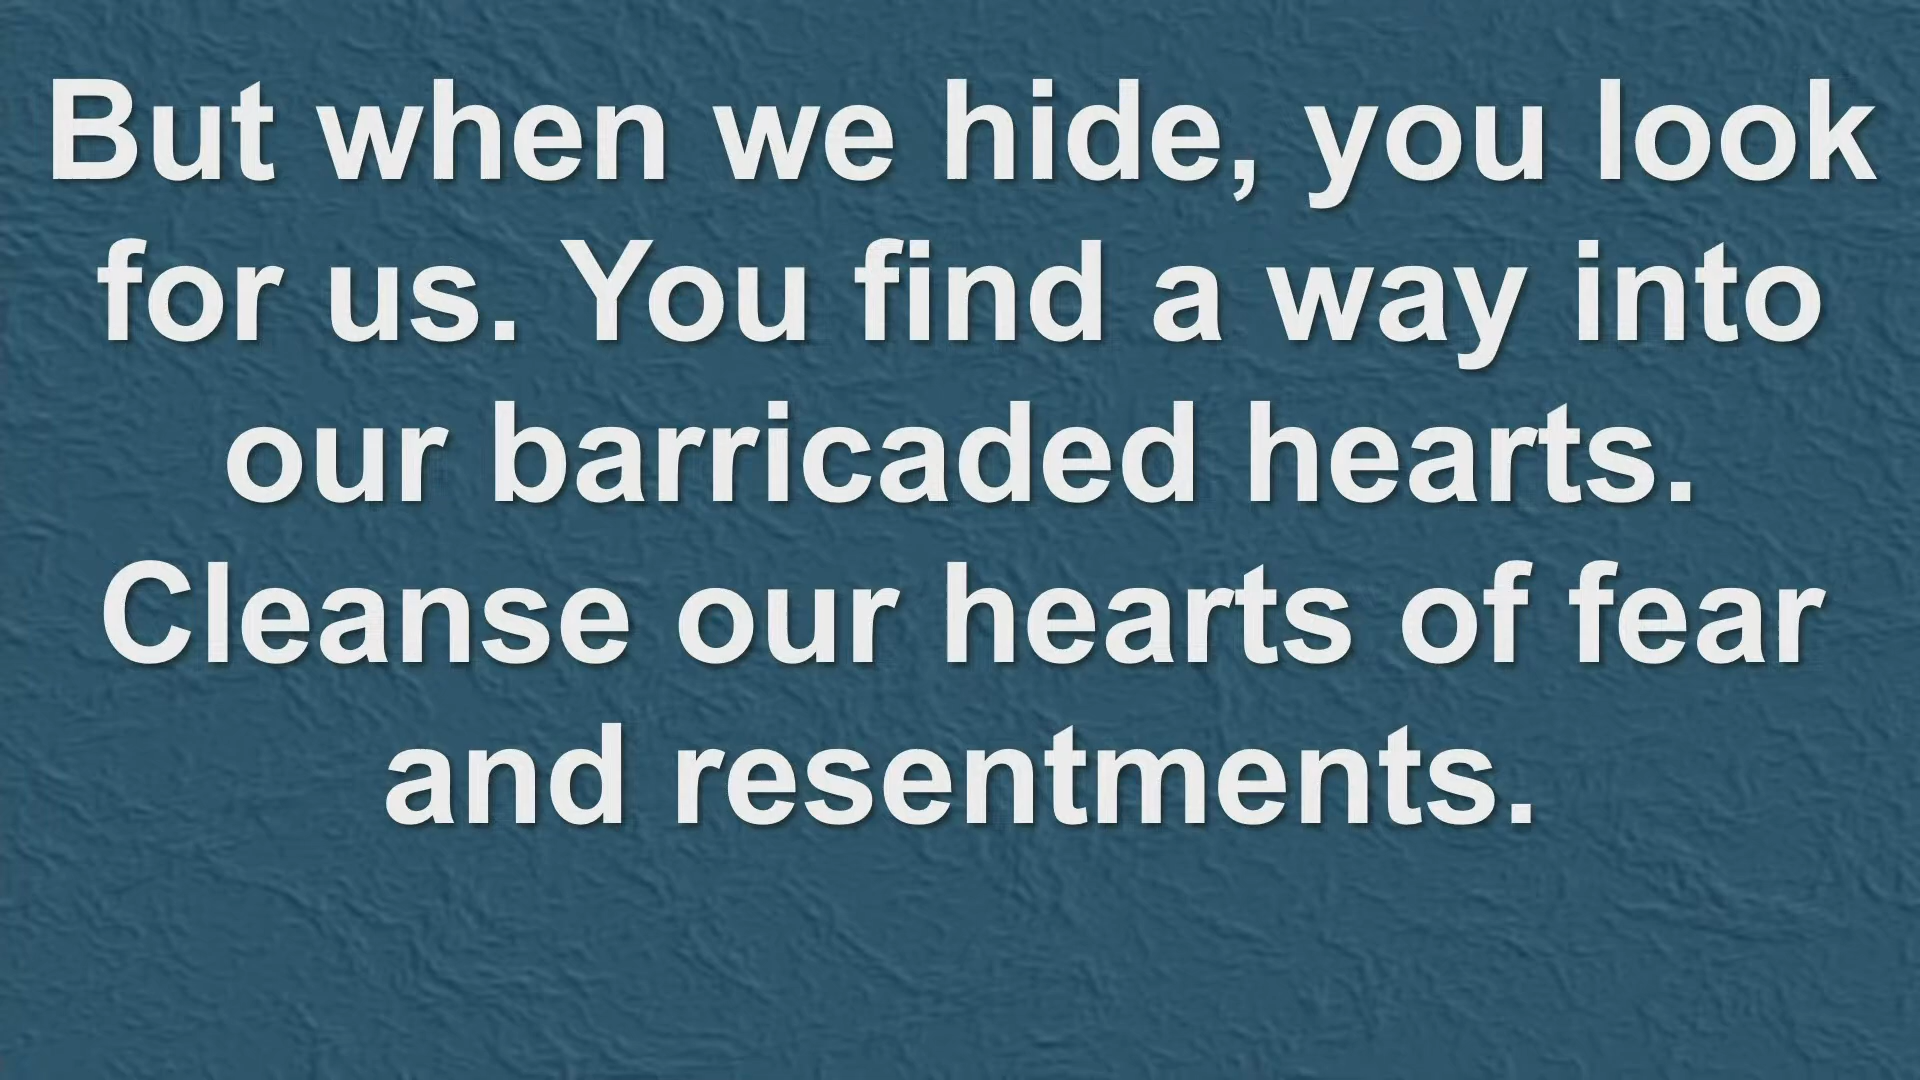 But when we hide, you look
for us. You find a way into
our barricaded hearts.
Cleanse our hearts of fear
and resentments.